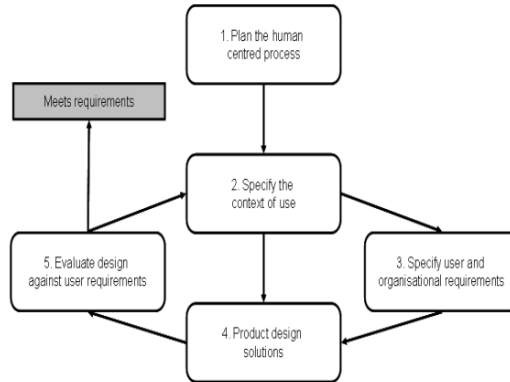 1. Plan the human
centred process
Meets requirements
2. Specify the
context of use
5. Evaluate design
against user requirements
3. Specify user and
organisational requirements
4. Product design
solutions